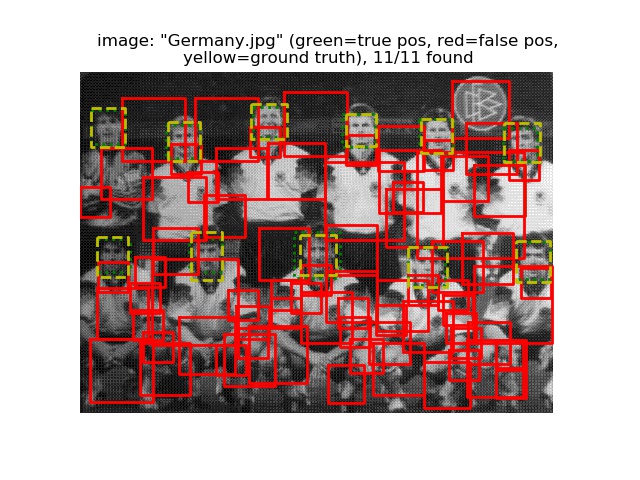 image: "Germany.jpg" (green=true pos, red=false pos,
yellow=ground truth), 11/11 found